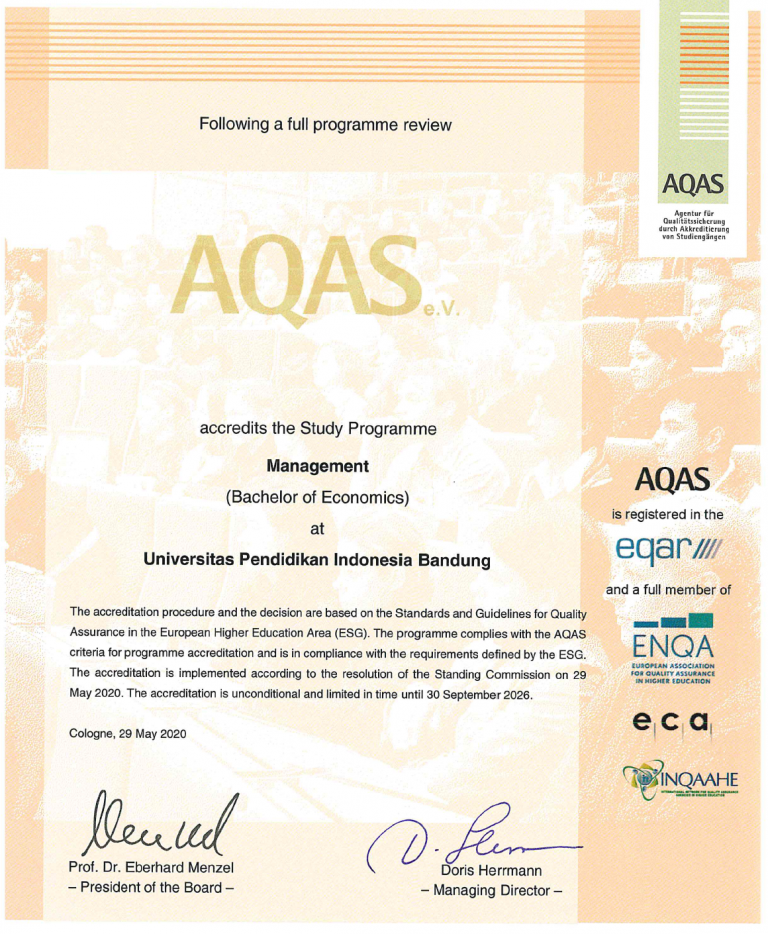 Following a full programme review
AQAS
Agentur für
Qualitätssicherung
durch Akkreditierung
von Studiengängen
AQAS e.V.
accredits the Study Programme
Management
(Bachelor of Economics)
at
Universitas Pendidikan Indonesia Bandung
The accreditation procedure and the decision are based on the Standards and Guidelines for Quality
Assurance in the European Higher Education Area (ESG). The programme complies with the AQAS
criteria for programme accreditation and is in compliance with the requirements defined by the ESG.
The accreditation is implemented according to the resolution of the Standing Commission on 29
May 2020. The accreditation is unconditional and limited in time until 30 September 2026.
Cologne, 29 May 2020
Prof. Dr. Eberhard Menzel
– President of the Board –
Doris Herrmann
– Managing Director –
AQAS
is registered in the
eqar
and a full member of
ENQA
EUROPEAN ASSOCIATION
FOR QUALITY ASSURANCE
IN HIGHER EDUCATION
e c a
INQAAHE